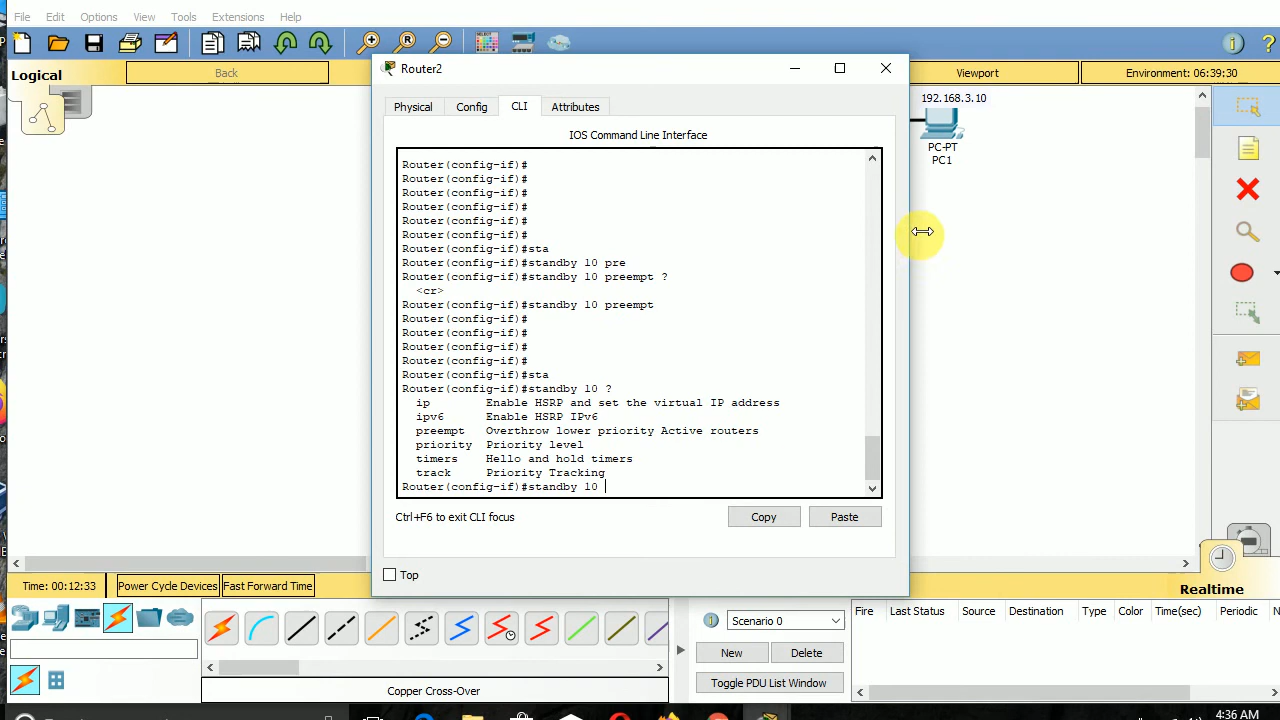 File Edit Options View Tools Extensions Help
Logical
Back
Viewport
Environment: 06:39:30
Router2
Physical Config CLI Attributes
IOS Command Line Interface
Router(config-if)#
Router(config-if)#
Router(config-if)#
Router(config-if)#
Router(config-if)#
Router(config-if)#
Router(config-if)#sta
Router(config-if)#standby 10 pre
Router(config-if)#standby 10 preempt ?
<cr>
Router(config-if)#standby 10 preempt
Router(config-if)#
Router(config-if)#
Router(config-if)#
Router(config-if)#
Router(config-if)#sta
Router(config-if)#standby 10 ?
ip Enable HSRP and set the virtual IP address
ipv6 Enable HSRP IPv6
preempt Overthrow lower priority Active routers
priority Priority level
timers Hello and hold timers
track Priority Tracking
Router(config-if)#standby 10
Ctrl+F6 to exit CLI focus
Copy
Paste
Top
192.168.3.10
PC-PT
PC1
Time: 00:12:33
Power Cycle Devices
Fast Forward Time
Realtime
Copper Cross-Over
Scenario 0
New
Delete
Toggle PDU List Window
Fire Last Status Source Destination Type Color Time(sec) Periodic N
4:36 AM